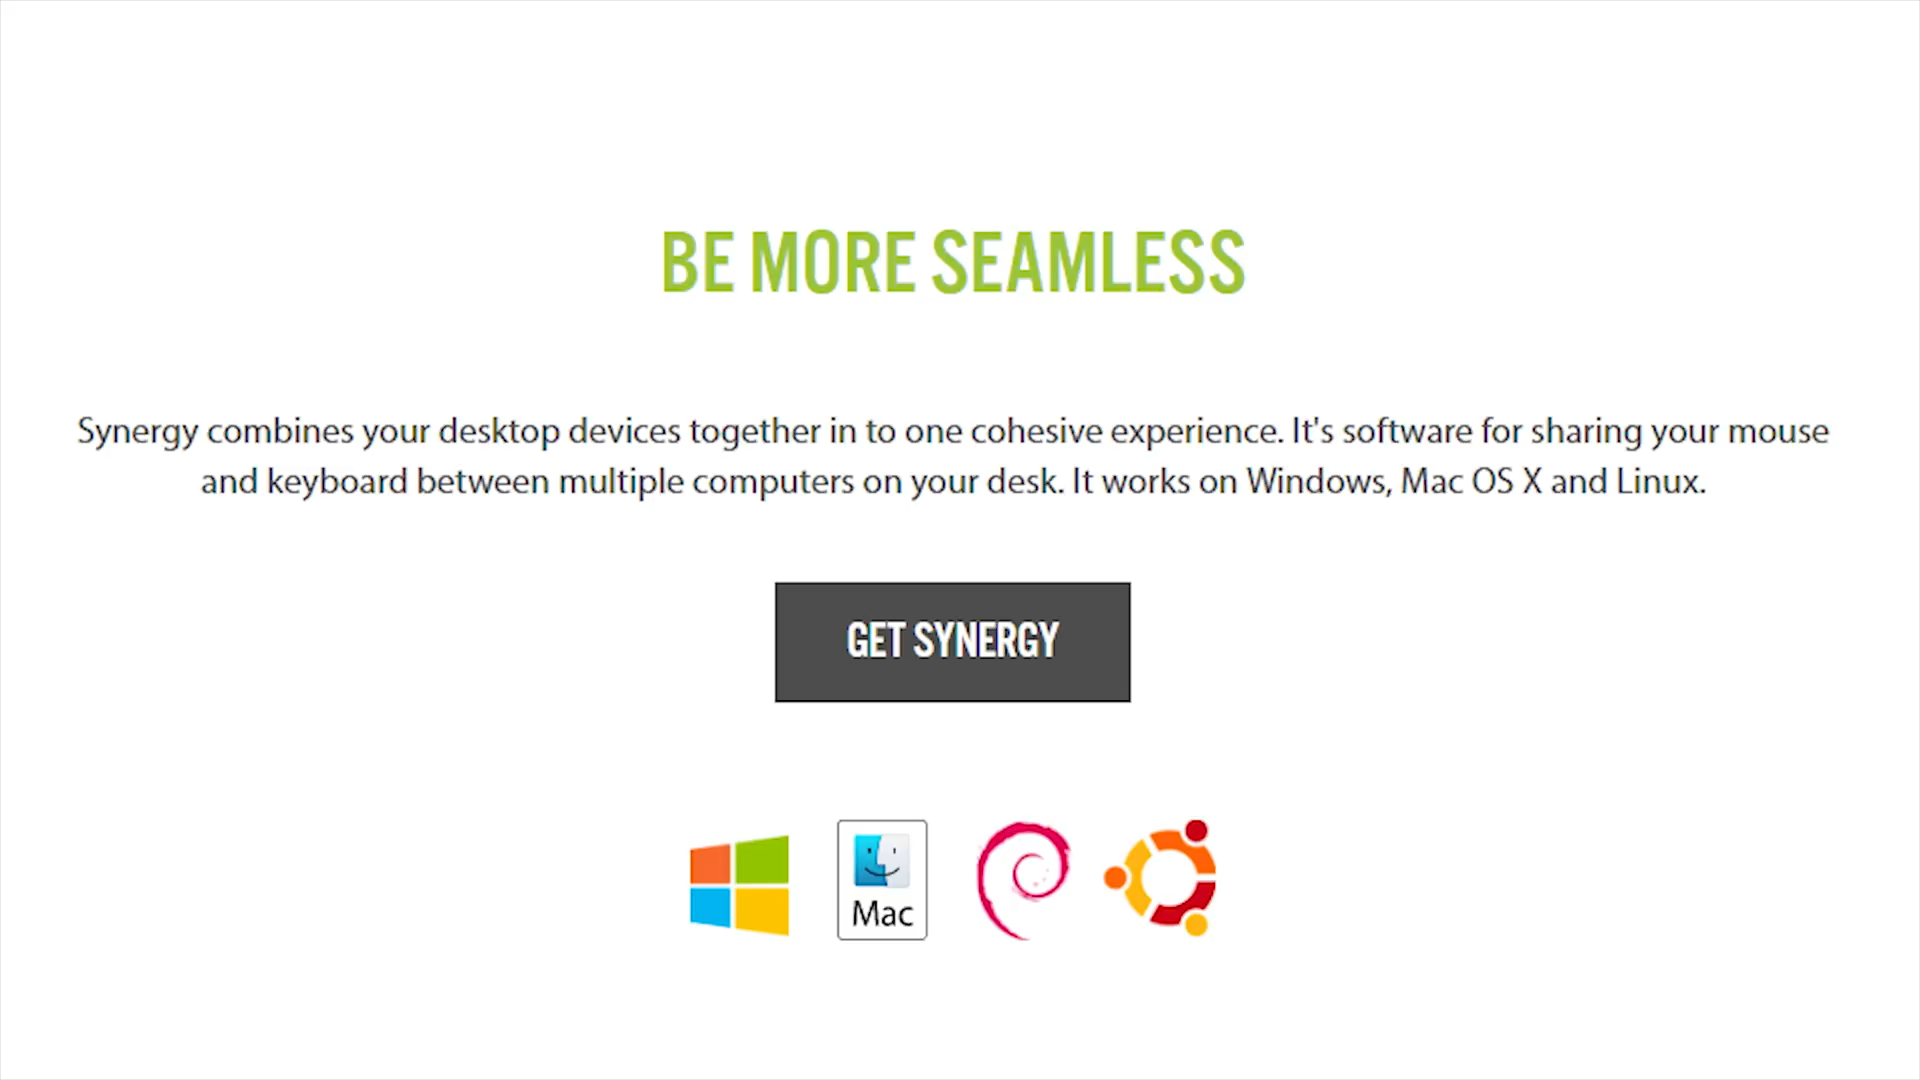 BE MORE SEAMLESS
Synergy combines your desktop devices together in to one cohesive experience. It's software for sharing your mouse
and keyboard between multiple computers on your desk. It works on Windows, Mac OS X and Linux.
GET SYNERGY
Mac